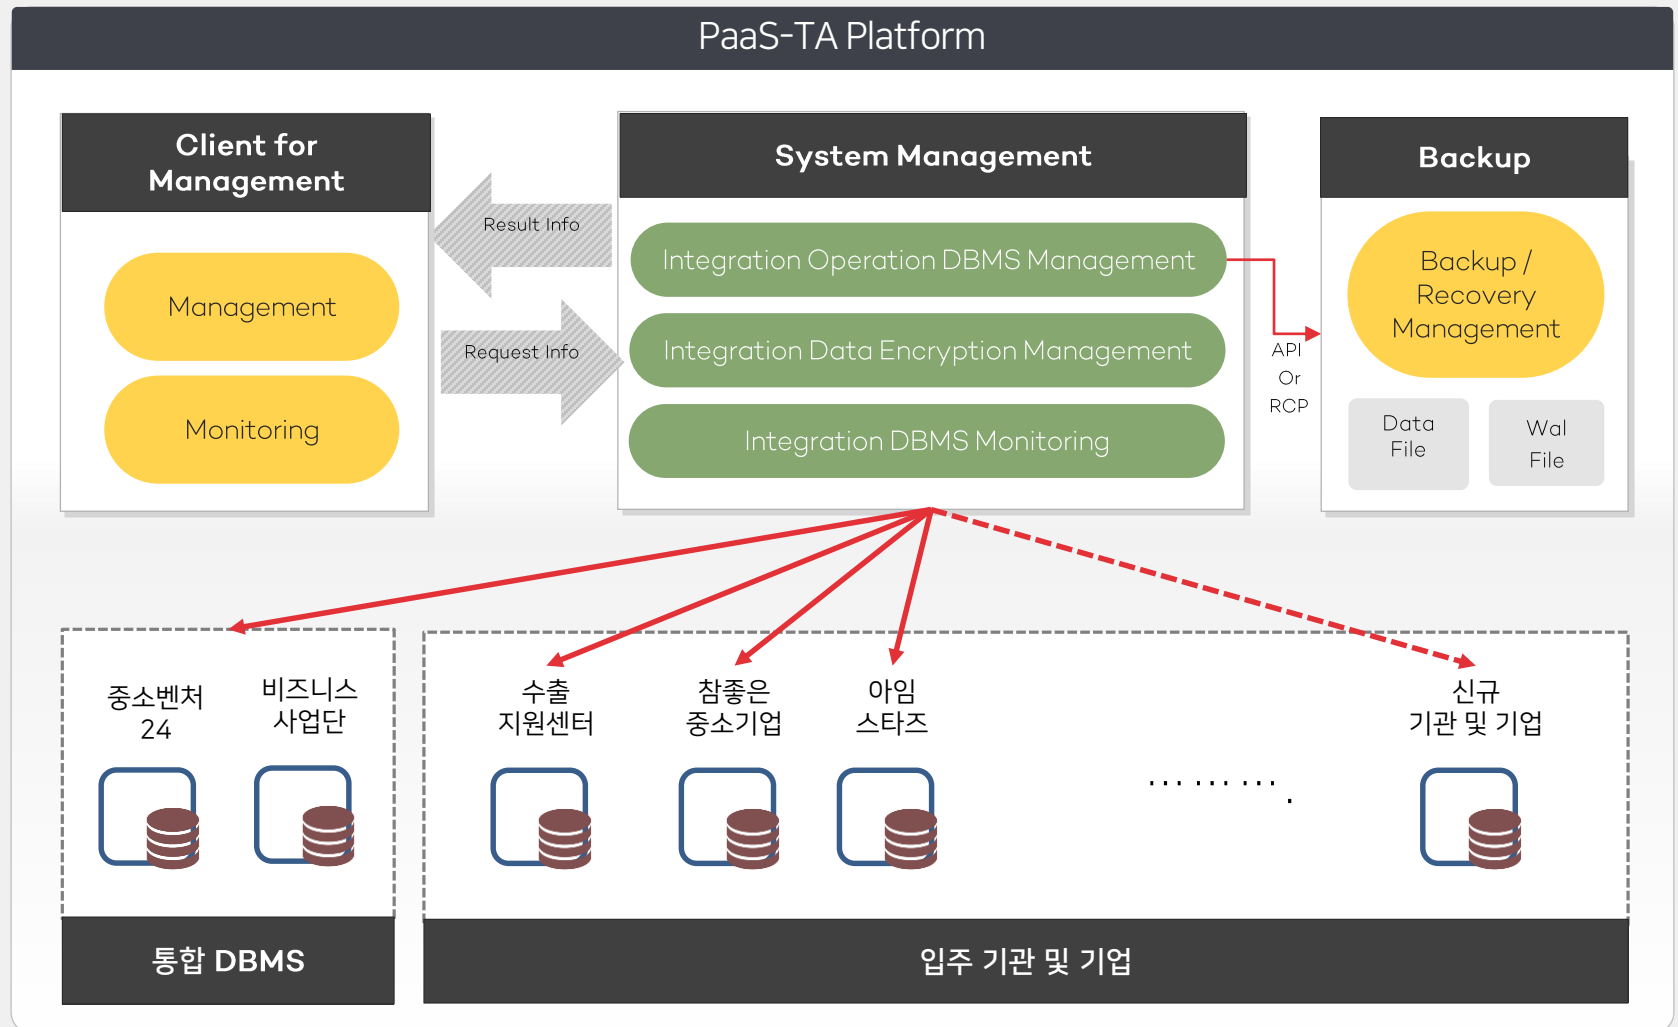 PaaS-TA Platform
Client for
Management
Management
Monitoring
Result Info
Request Info
System Management
Integration Operation DBMS Management
Integration Data Encryption Management
Integration DBMS Monitoring
API
Or
RCP
Backup
Backup /
Recovery
Management
Data
File
Wal
File
중소벤처
24
비즈니스
사업단
통합 DBMS
수출
지원센터
참좋은
중소기업
아임
스타즈
... ... ... .
신규
기관 및 기업
입주 기관 및 기업